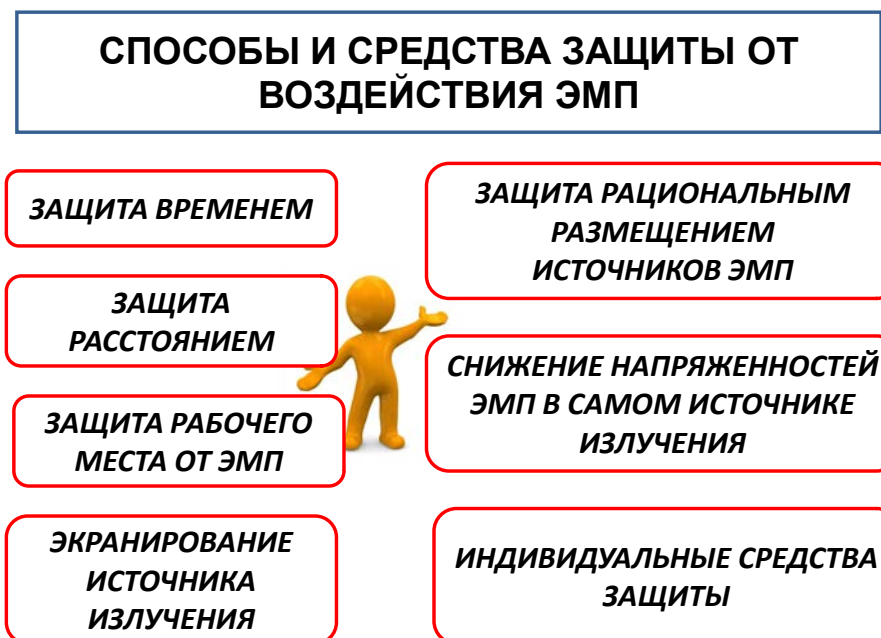 СПОСОБЫ И СРЕДСТВА ЗАЩИТЫ ОТ
ВОЗДЕЙСТВИЯ ЭМП
ЗАЩИТА ВРЕМЕНЕМ
ЗАЩИТА
РАССТОЯНИЕМ
ЗАЩИТА РАБОЧЕГО
МЕСТА ОТ ЭМП
ЭКРАНИРОВАНИЕ
ИСТОЧНИКА
ИЗЛУЧЕНИЯ
ЗАЩИТА РАЦИОНАЛЬНЫМ
РАЗМЕЩЕНИЕМ
ИСТОЧНИКОВ ЭМП
СНИЖЕНИЕ НАПРЯЖЕННОСТЕЙ
ЭМП В САМОМ ИСТОЧНИКЕ
ИЗЛУЧЕНИЯ
ИНДИВИДУАЛЬНЫЕ СРЕДСТВА
ЗАЩИТЫ